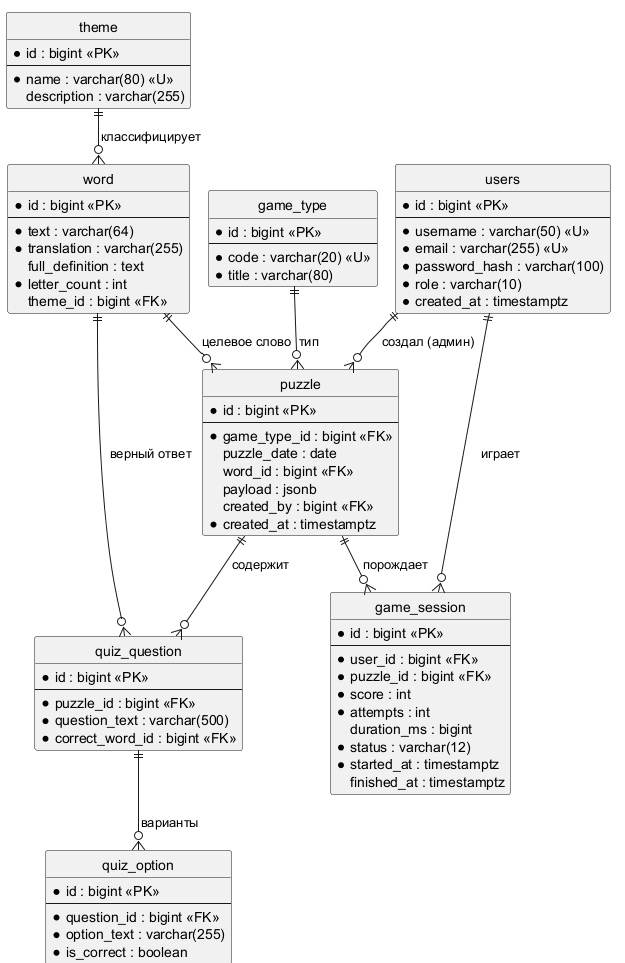 theme
id : bigint «PK»
name : varchar(80) «U»
description : varchar(255)
классифицирует
word
id : bigint «PK»
text : varchar(64)
translation : varchar(255)
full_definition : text
letter_count : int
theme_id : bigint «FK»
game_type
id : bigint «PK»
code : varchar(20) «U»
title : varchar(80)
users
id : bigint «PK»
username : varchar(50) «U»
email : varchar(255) «U»
password_hash : varchar(100)
role : varchar(10)
created_at : timestamptz
целевое слово
тип
создал (админ)
puzzle
id : bigint «PK»
game_type_id : bigint «FK»
puzzle_date : date
word_id : bigint «FK»
payload : jsonb
created_by : bigint «FK»
created_at : timestamptz
верный ответ
играет
содержит
порождает
quiz_question
id : bigint «PK»
puzzle_id : bigint «FK»
question_text : varchar(500)
correct_word_id : bigint «FK»
game_session
id : bigint «PK»
user_id : bigint «FK»
puzzle_id : bigint «FK»
score : int
attempts : int
duration_ms : bigint
status : varchar(12)
started_at : timestamptz
finished_at : timestamptz
варианты
quiz_option
id : bigint «PK»
question_id : bigint «FK»
option_text : varchar(255)
is_correct : boolean